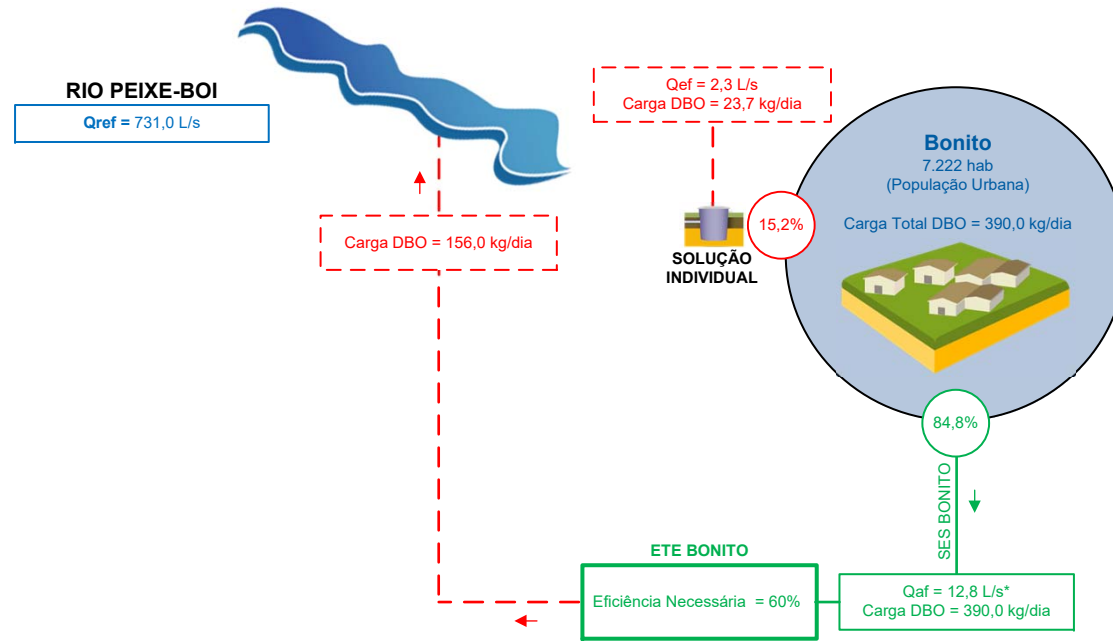 RIO PEIXE-BOI
Qref = 731,0 L/s
Qef = 2,3 L/s
Carga DBO = 23,7 kg/dia
Bonito
7.222 hab
(População Urbana)
Carga Total DBO = 390,0 kg/dia
15,2%
SOLUÇÃO
INDIVIDUAL
Carga DBO = 156,0 kg/dia
84,8%
SES BONITO
ETE BONITO
Eficiência Necessária = 60%
Qaf = 12,8 L/s*
Carga DBO = 390,0 kg/dia